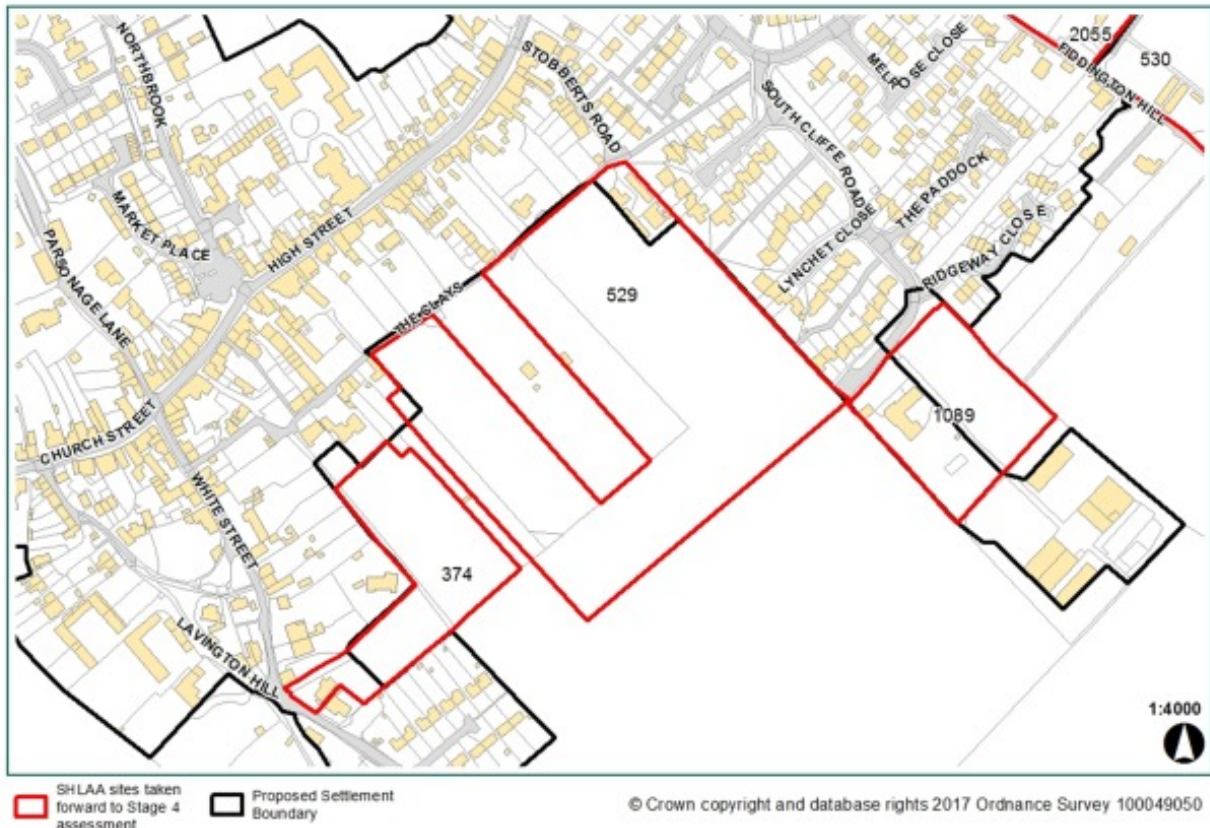 NORTHBROOK
STOBBERTS ROAD
MELROSE CLOSE
2055
530
FIDDINGTON HILL
SOUTHCLIFFE ROAD
THE PADDOCK
MARKET PLACE
HIGH STREET
PARSONAGE LANE
LYNCHET CLOSE
RIDGEWAY CLOSE
529
THE CLAYS
CHURCH STREET
1089
WHITE STREET
374
LAVINGTON HILL
1:4000
SHLAA sites taken
forward to Stage 4
assessment
Proposed Settlement
Boundary
© Crown copyright and database rights 2017 Ordnance Survey 100049050